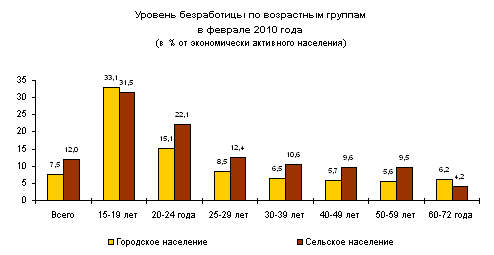 Уровень безработицы по возрастным группам
в феврале 2010 года
(в % от экономически активного населения)
35
30
25
20
15
10
5
0
7,5 12,0 33,1 31,5 15,1 22,1 8,5 12,4 6,5 10,6 5,7 9,6 5,6 9,5 6,2 4,2
Всего 15-19 лет 20-24 года 25-29 лет 30-39 лет 40-49 лет 50-59 лет 60-72 года
Городское население Сельское население